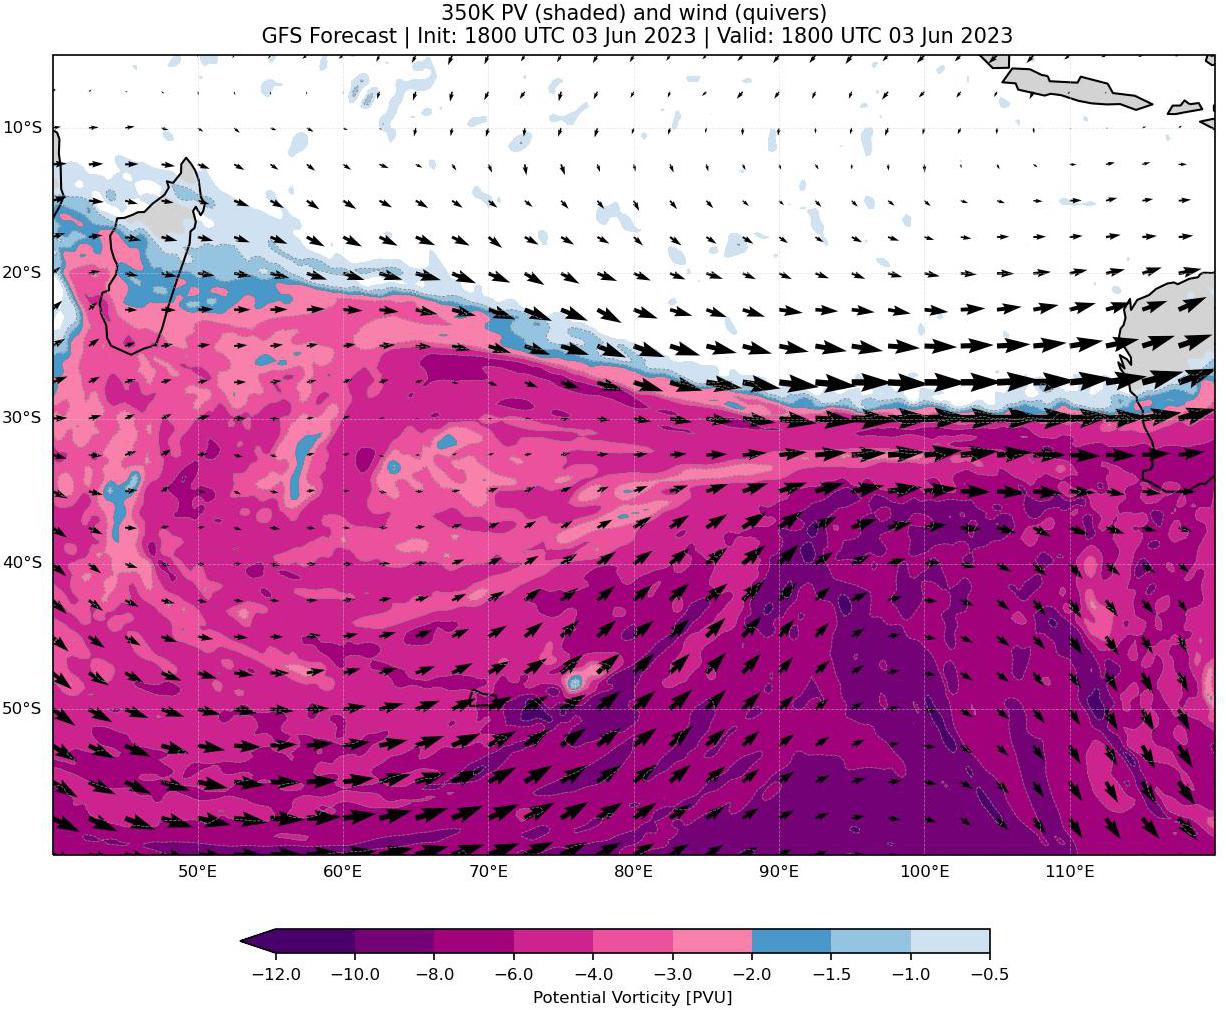 350K PV (shaded) and wind (quivers)
GFS Forecast | Init: 1800 UTC 03 Jun 2023 | Valid: 1800 UTC 03 Jun 2023
10°S
20°S
30°S
40°S
50°S
50°E 60°E 70°E 80°E 90°E 100°E 110°E
−12.0 −10.0 −8.0 −6.0 −4.0 −3.0 −2.0 −1.5 −1.0 −0.5
Potential Vorticity [PVU]